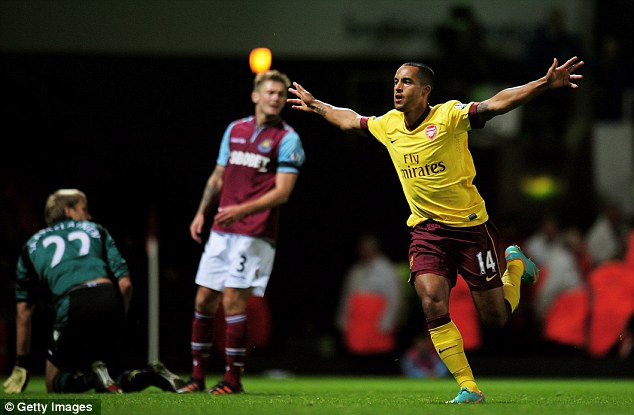 22
SBOBET
3
Fly
Emirates
14
© Getty Images